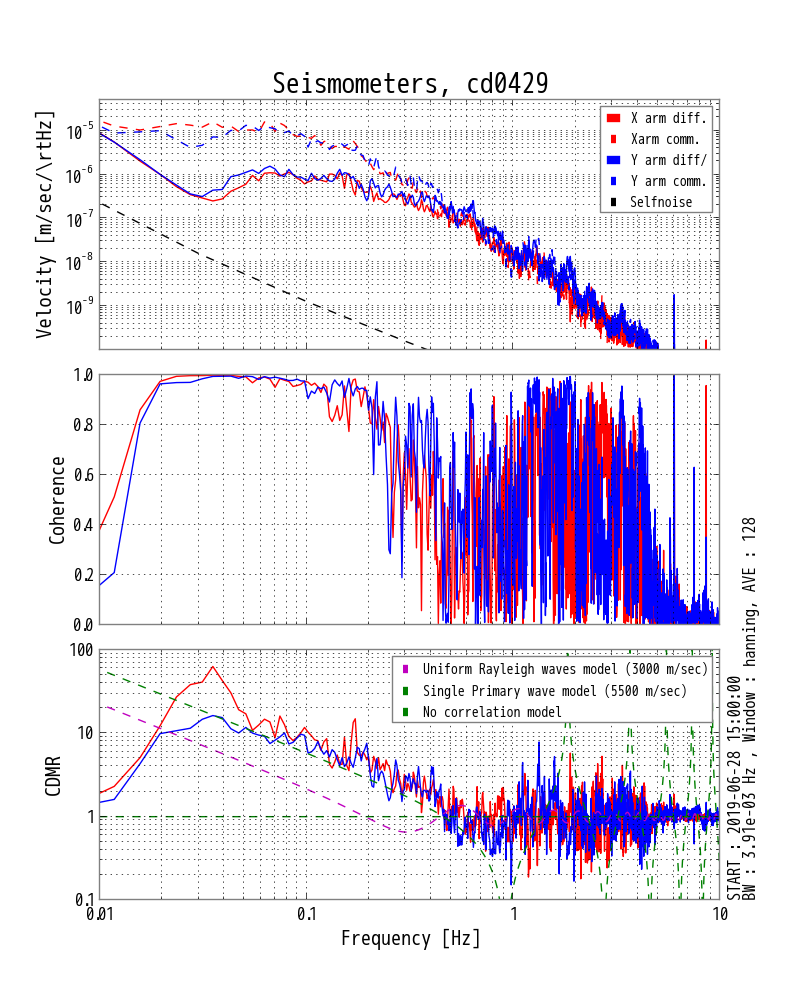 Seismometers, cd0429
Velocity [m/sec/\rtHz]
10^-5
10^-6
10^-7
10^-8
10^-9
X arm diff.
Xarm comm.
Y arm diff/
Y arm comm.
Selfnoise
Coherence
1.0
0.8
0.6
0.4
0.2
0.0
CDMR
100
10
1
0.1
Uniform Rayleigh waves model (3000 m/sec)
Single Primary wave model (5500 m/sec)
No correlation model
0.01
0.1
1
10
Frequency [Hz]
START : 2019-06-28 15:00:00
BW : 3.91e-03 Hz , Window : hanning, AVE : 128